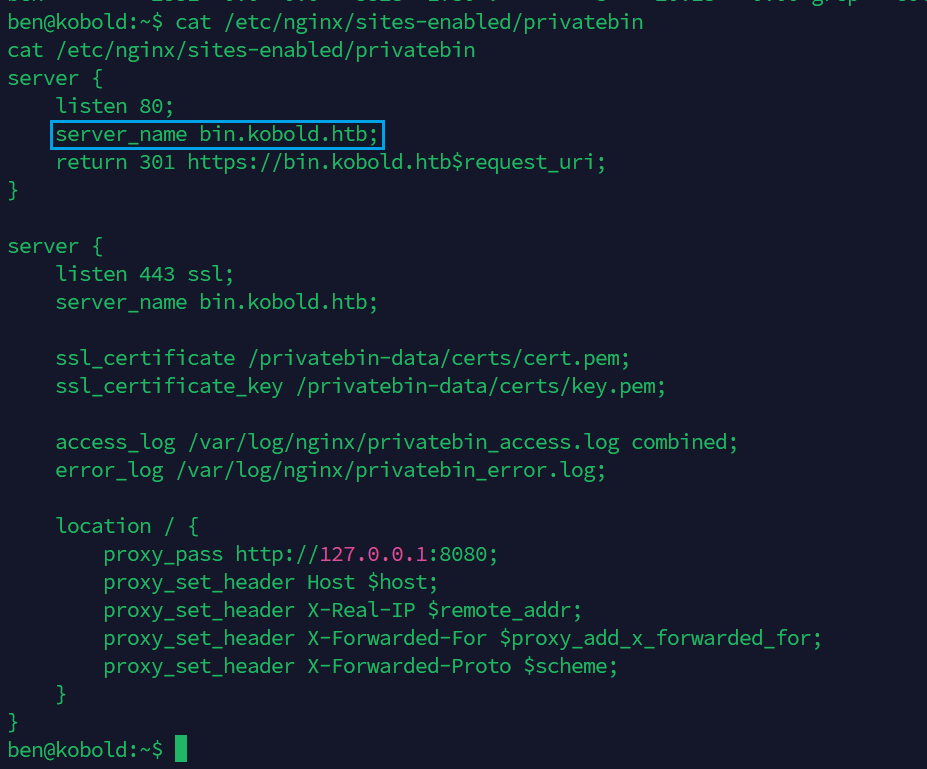 ben@kobold:~$ cat /etc/nginx/sites-enabled/privatebin
cat /etc/nginx/sites-enabled/privatebin
server {
    listen 80;
    server_name bin.kobold.htb;
    return 301 https://bin.kobold.htb$request_uri;
}

server {
    listen 443 ssl;
    server_name bin.kobold.htb;

    ssl_certificate /privatebin-data/certs/cert.pem;
    ssl_certificate_key /privatebin-data/certs/key.pem;

    access_log /var/log/nginx/privatebin_access.log combined;
    error_log /var/log/nginx/privatebin_error.log;

    location / {
        proxy_pass http://127.0.0.1:8080;
        proxy_set_header Host $host;
        proxy_set_header X-Real-IP $remote_addr;
        proxy_set_header X-Forwarded-For $proxy_add_x_forwarded_for;
        proxy_set_header X-Forwarded-Proto $scheme;
    }
}
ben@kobold:~$